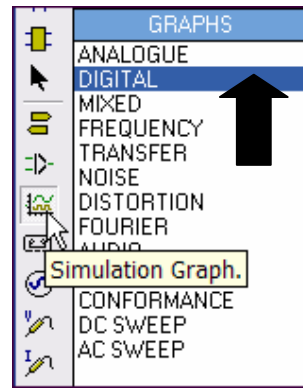 GRAPHS
ANALOGUE
DIGITAL
MIXED
FREQUENCY
TRANSFER
NOISE
DISTORTION
FOURIER
AUDIO
Simulation Graph.
CONFORMANCE
DC SWEEP
AC SWEEP
V
I